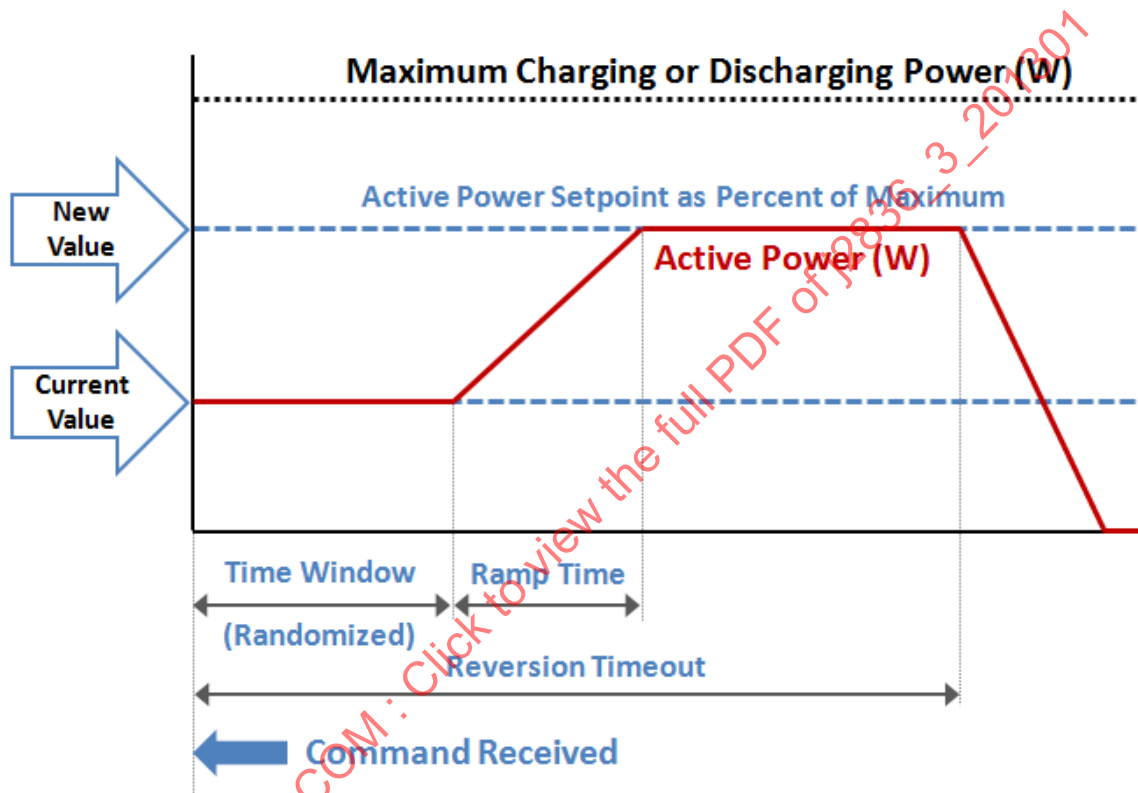 Maximum Charging or Discharging Power (W)
New
Value
Active Power Setpoint as Percent of Maximum
Active Power (W)
Current
Value
Time Window
(Randomized)
Ramp Time
Reversion Timeout
Command Received
COM : Click to view the full PDF of j2836_3_201301